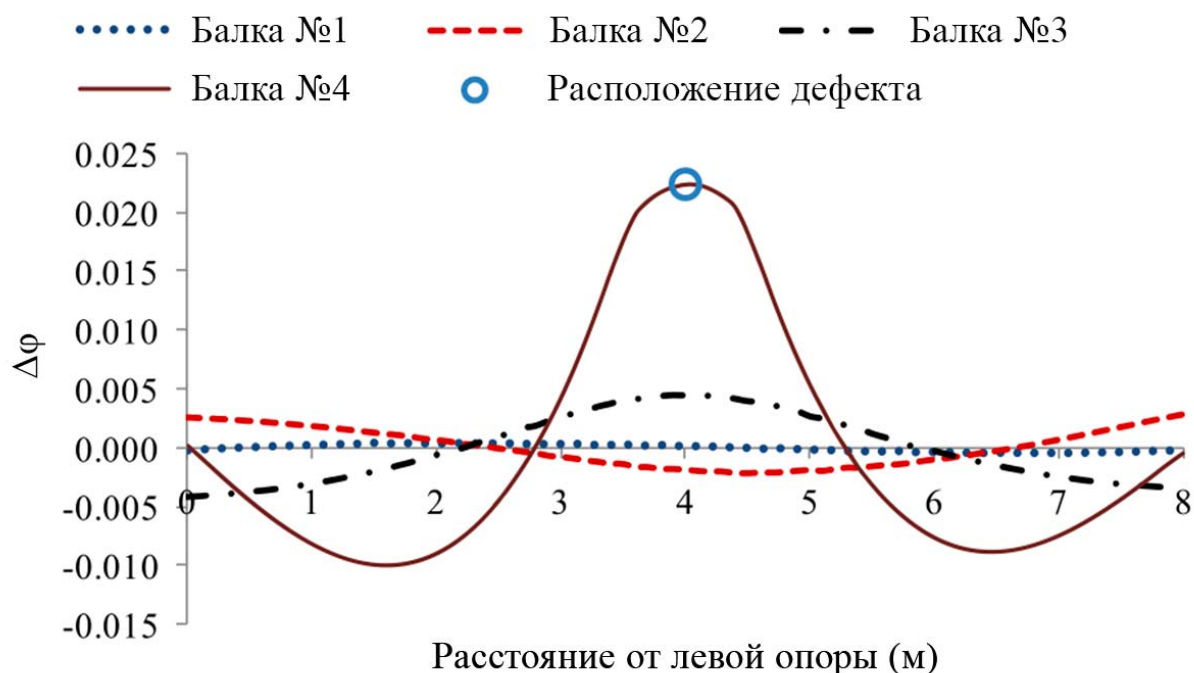 Балка №1 Балка №2 Балка №3
Балка №4 Расположение дефекта
0.025
0.020
0.015
0.010
0.005
0.000
-0.005
-0.010
-0.015
Δφ
0 1 2 3 4 5 6 7 8
Расстояние от левой опоры (м)